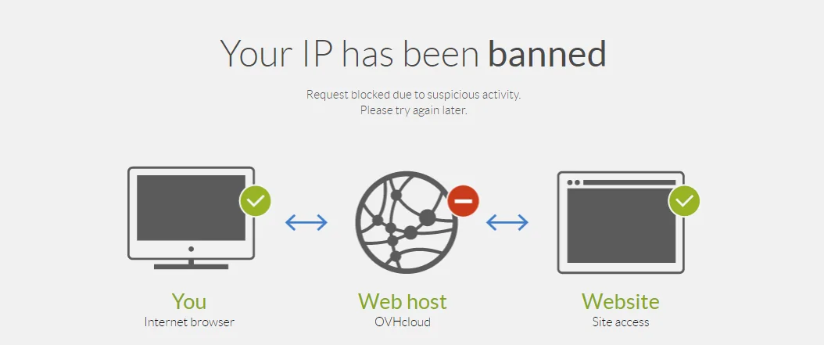 Your IP has been banned
Request blocked due to suspicious activity.
Please try again later.
You
Internet browser
Web host
OVHcloud
Website
Site access